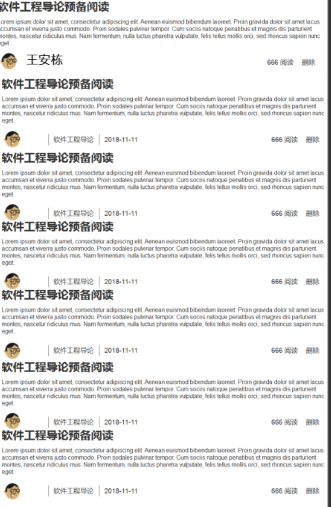 软件工程导论预备阅读
Lorem ipsum dolor sit amet, consectetur adipiscing elit. Aenean euismod bibendum laoreet. Proin gravida dolor sit amet lacus
accumsan et viverra justo commodo. Proin sodales pulvinar tempor. Cum sociis natoque penatibus et magnis dis parturient
montes, nascetur ridiculus mus. Nam fermentum, nulla luctus pharetra vulputate, felis tellus mollis orci, sed rhoncus sapien nunc
eget.
王安栋
666 阅读 删除
软件工程导论预备阅读
Lorem ipsum dolor sit amet, consectetur adipiscing elit. Aenean euismod bibendum laoreet. Proin gravida dolor sit amet lacus
accumsan et viverra justo commodo. Proin sodales pulvinar tempor. Cum sociis natoque penatibus et magnis dis parturient
montes, nascetur ridiculus mus. Nam fermentum, nulla luctus pharetra vulputate, felis tellus mollis orci, sed rhoncus sapien nunc
eget.
软件工程导论 2018-11-11 666 阅读 删除
软件工程导论预备阅读
Lorem ipsum dolor sit amet, consectetur adipiscing elit. Aenean euismod bibendum laoreet. Proin gravida dolor sit amet lacus
accumsan et viverra justo commodo. Proin sodales pulvinar tempor. Cum sociis natoque penatibus et magnis dis parturient
montes, nascetur ridiculus mus. Nam fermentum, nulla luctus pharetra vulputate, felis tellus mollis orci, sed rhoncus sapien nunc
eget.
软件工程导论 2018-11-11 666 阅读 删除
软件工程导论预备阅读
Lorem ipsum dolor sit amet, consectetur adipiscing elit. Aenean euismod bibendum laoreet. Proin gravida dolor sit amet lacus
accumsan et viverra justo commodo. Proin sodales pulvinar tempor. Cum sociis natoque penatibus et magnis dis parturient
montes, nascetur ridiculus mus. Nam fermentum, nulla luctus pharetra vulputate, felis tellus mollis orci, sed rhoncus sapien nunc
eget.
软件工程导论 2018-11-11 666 阅读 删除
软件工程导论预备阅读
Lorem ipsum dolor sit amet, consectetur adipiscing elit. Aenean euismod bibendum laoreet. Proin gravida dolor sit amet lacus
accumsan et viverra justo commodo. Proin sodales pulvinar tempor. Cum sociis natoque penatibus et magnis dis parturient
montes, nascetur ridiculus mus. Nam fermentum, nulla luctus pharetra vulputate, felis tellus mollis orci, sed rhoncus sapien nunc
eget.
软件工程导论 2018-11-11 666 阅读 删除
软件工程导论预备阅读
Lorem ipsum dolor sit amet, consectetur adipiscing elit. Aenean euismod bibendum laoreet. Proin gravida dolor sit amet lacus
accumsan et viverra justo commodo. Proin sodales pulvinar tempor. Cum sociis natoque penatibus et magnis dis parturient
montes, nascetur ridiculus mus. Nam fermentum, nulla luctus pharetra vulputate, felis tellus mollis orci, sed rhoncus sapien nunc
eget.
软件工程导论 2018-11-11 666 阅读 删除
软件工程导论预备阅读
Lorem ipsum dolor sit amet, consectetur adipiscing elit. Aenean euismod bibendum laoreet. Proin gravida dolor sit amet lacus
accumsan et viverra justo commodo. Proin sodales pulvinar tempor. Cum sociis natoque penatibus et magnis dis parturient
montes, nascetur ridiculus mus. Nam fermentum, nulla luctus pharetra vulputate, felis tellus mollis orci, sed rhoncus sapien nunc
eget.
软件工程导论 2018-11-11 666 阅读 删除